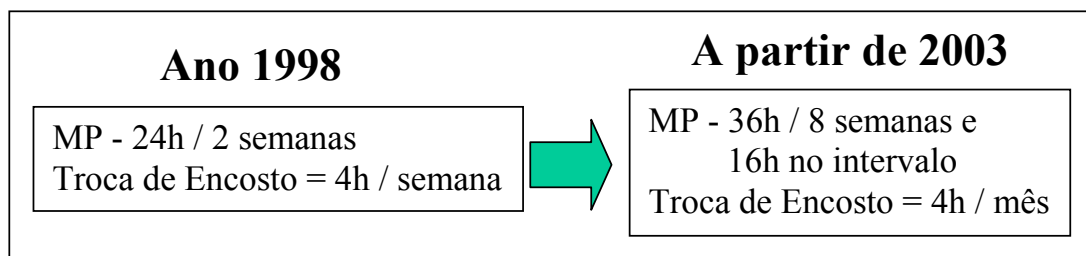 Ano 1998
MP - 24h / 2 semanas
Troca de Encosto = 4h / semana
A partir de 2003
MP - 36h / 8 semanas e
16h no intervalo
Troca de Encosto = 4h / mês